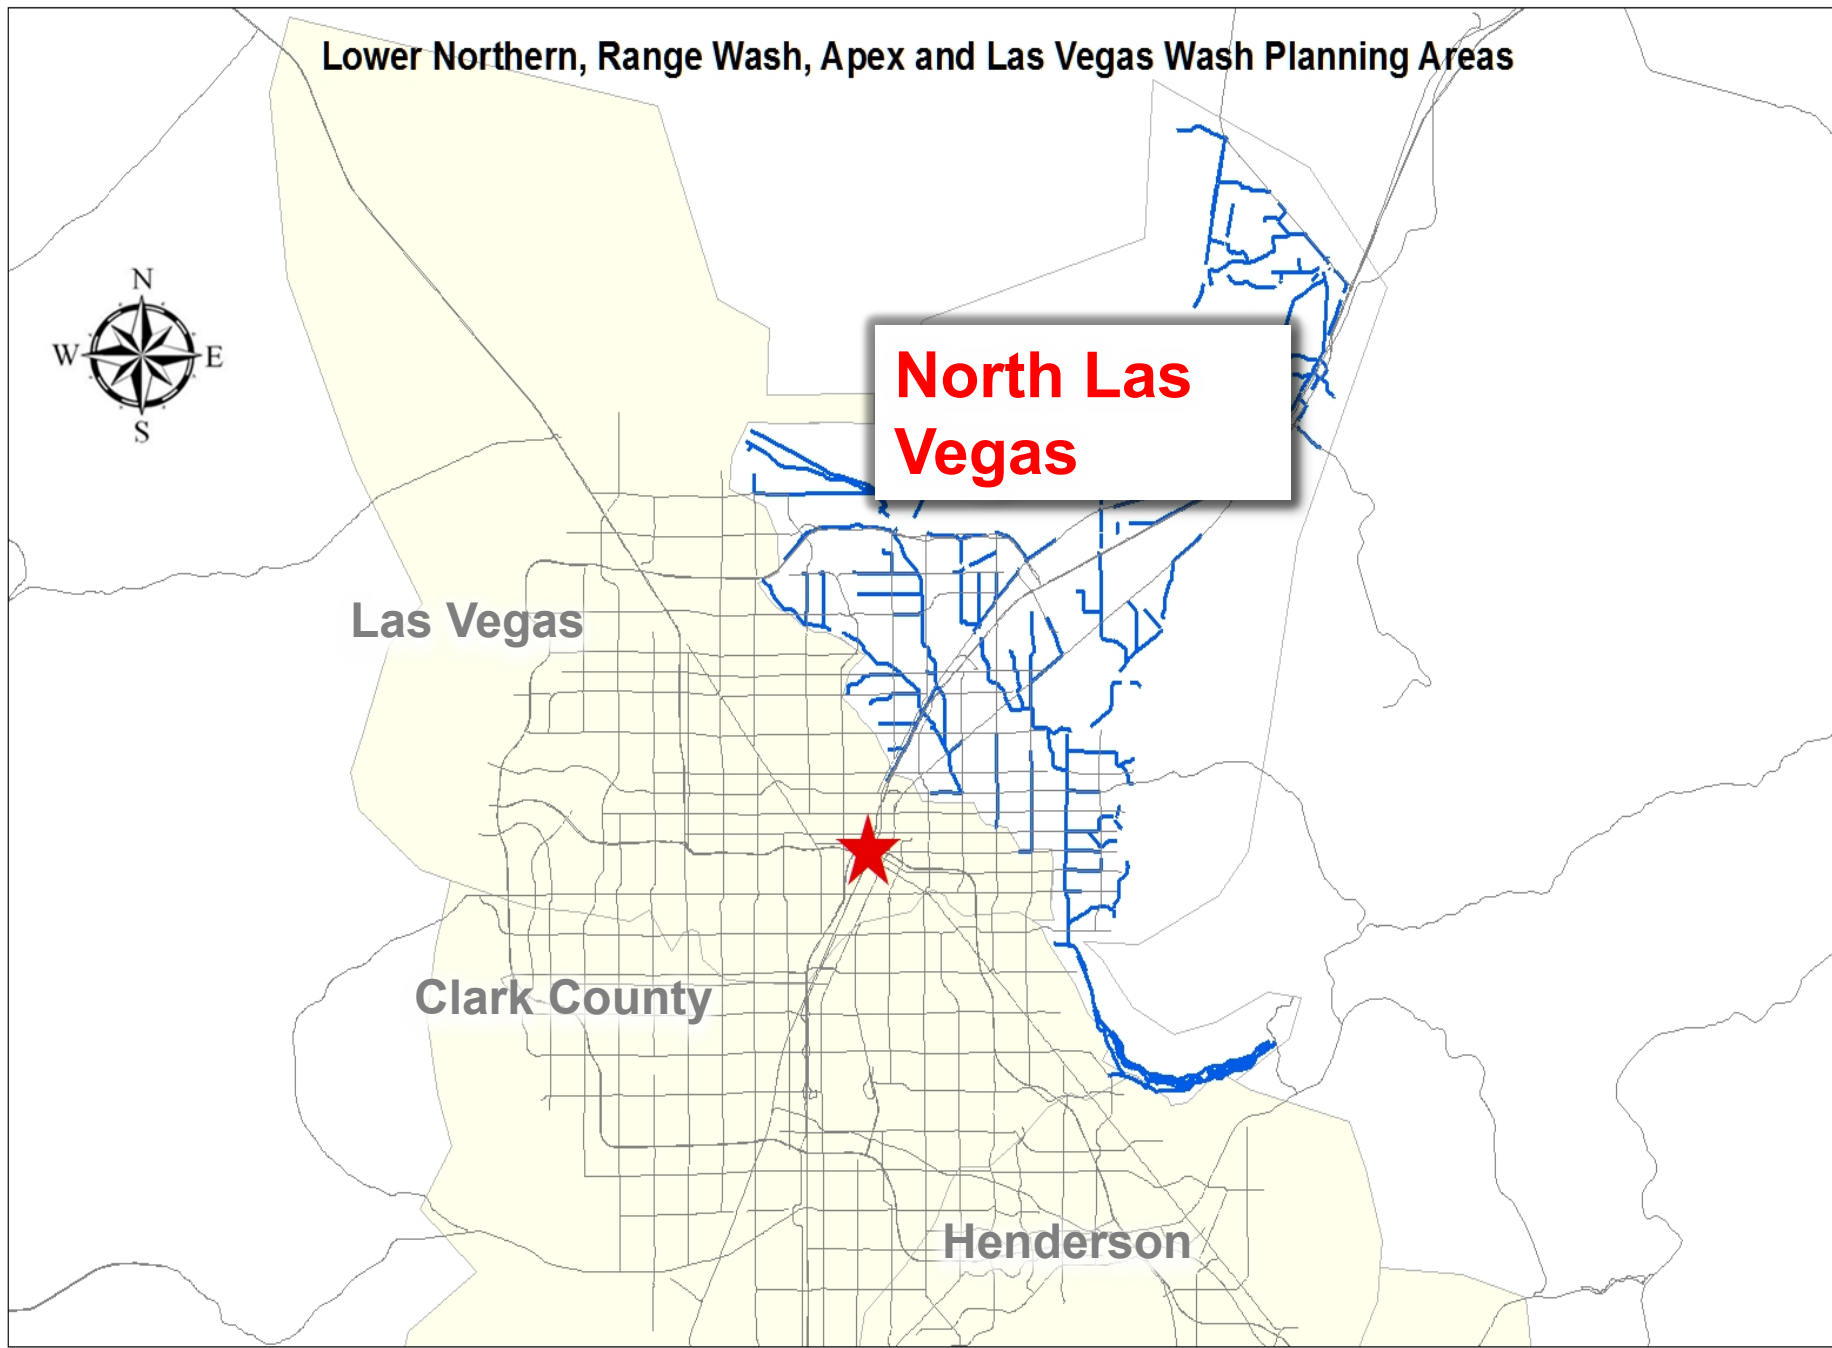 Lower Northern, Range Wash, Apex and Las Vegas Wash Planning Areas
N
W E
S
North Las
Vegas
Las Vegas
Clark County
Henderson